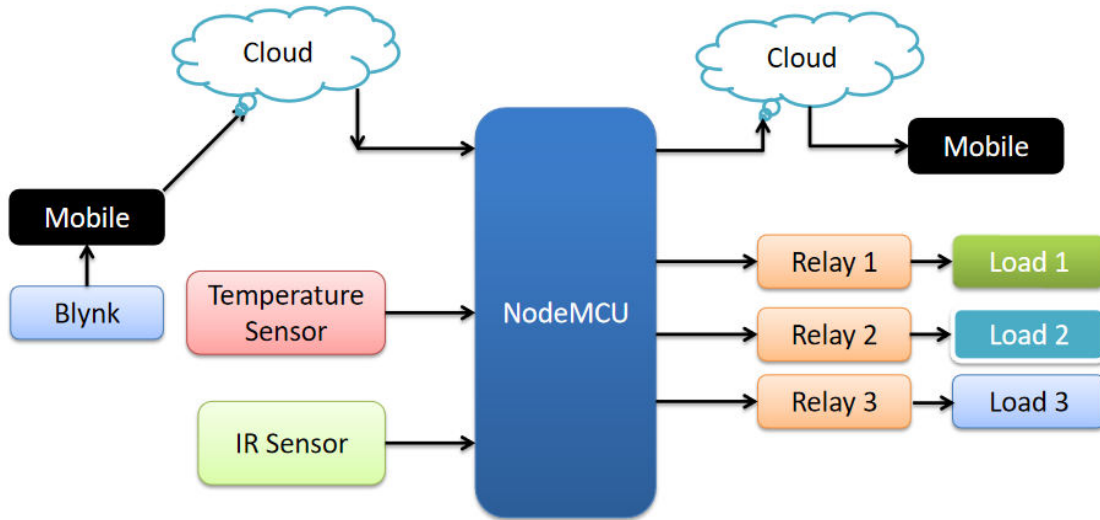 Cloud
Cloud
Mobile
Mobile
Relay 1
Load 1
Temperature
Sensor
Blynk
NodeMCU
Relay 2
Load 2
Relay 3
Load 3
IR Sensor